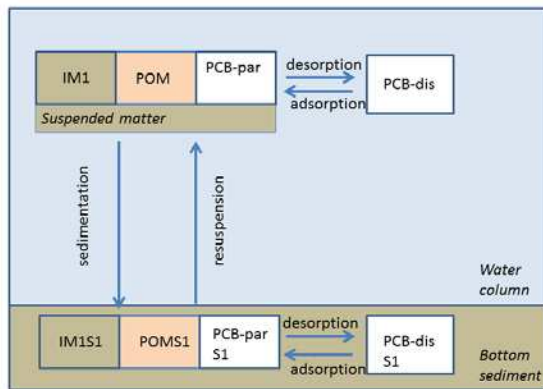 IM1
POM
PCB-par
desorption
adsorption
PCB-dis
Suspended matter
sedimentation
resuspension
Water
column
IM1S1
POMS1
PCB-par
S1
desorption
adsorption
PCB-dis
S1
Bottom
sediment